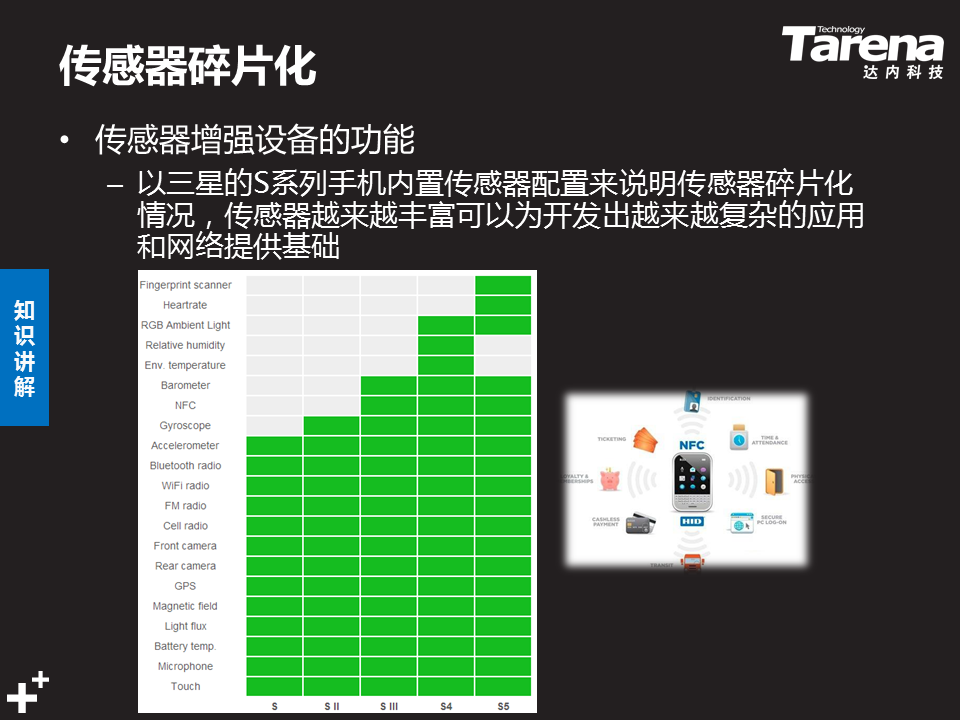 传感器碎片化
Technology
Tarena
达内科技
• 传感器增强设备的功能
– 以三星的S系列手机内置传感器配置来说明传感器碎片化
情况，传感器越来越丰富可以为开发出越来越复杂的应用
和网络提供基础
知
识
讲
解
Fingerprint scanner
Heartrate
RGB Ambient Light
Relative humidity
Env. temperature
Barometer
NFC
Gyroscope
Accelerometer
Bluetooth radio
WiFi radio
FM radio
Cell radio
Front camera
Rear camera
GPS
Magnetic field
Light flux
Battery temp.
Microphone
Touch
S S II S III S4 S5
IDENTIFICATION
TICKETING
NFC
TIME &
ATTENDANCE
CASHLESS
PAYMENT
HID
SECURE
PC LOG-ON
TRANSIT